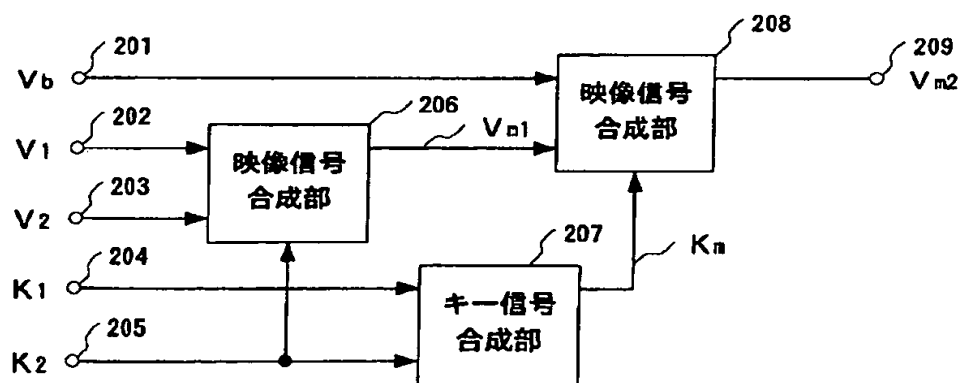 208
201
209
Vb
映像信号
合成部
Vm2
202
206
Vm1
V1
映像信号
合成部
203
V2
204
207
Km
K1
キー信号
合成部
205
K2